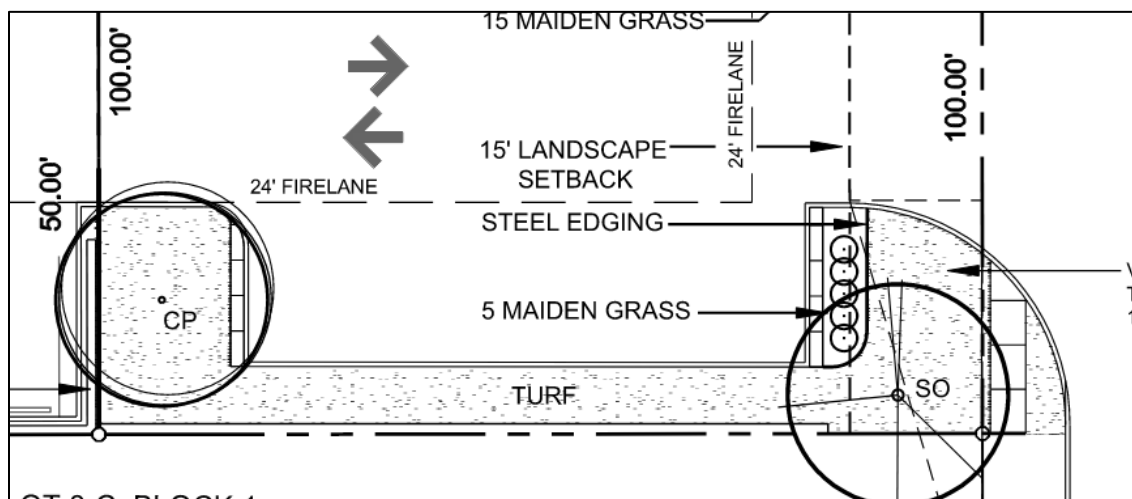 15 MAIDEN GRASS
100.00'
100.00'
24' FIRELANE
15' LANDSCAPE
SETBACK
50.00'
24' FIRELANE
STEEL EDGING
5 MAIDEN GRASS
CP
TURF
SO